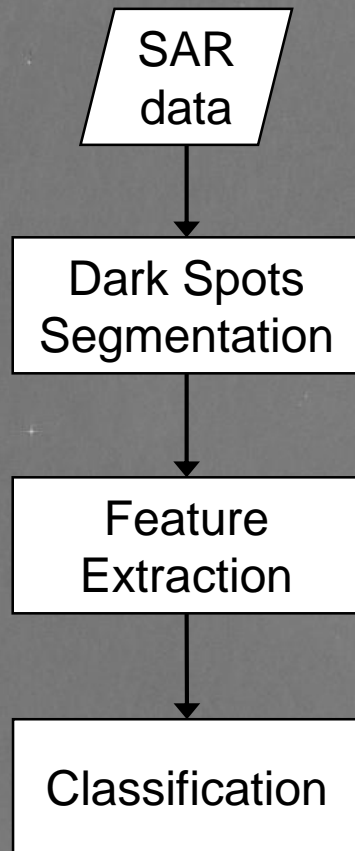 SAR
data
Dark Spots
Segmentation
Feature
Extraction
Classification